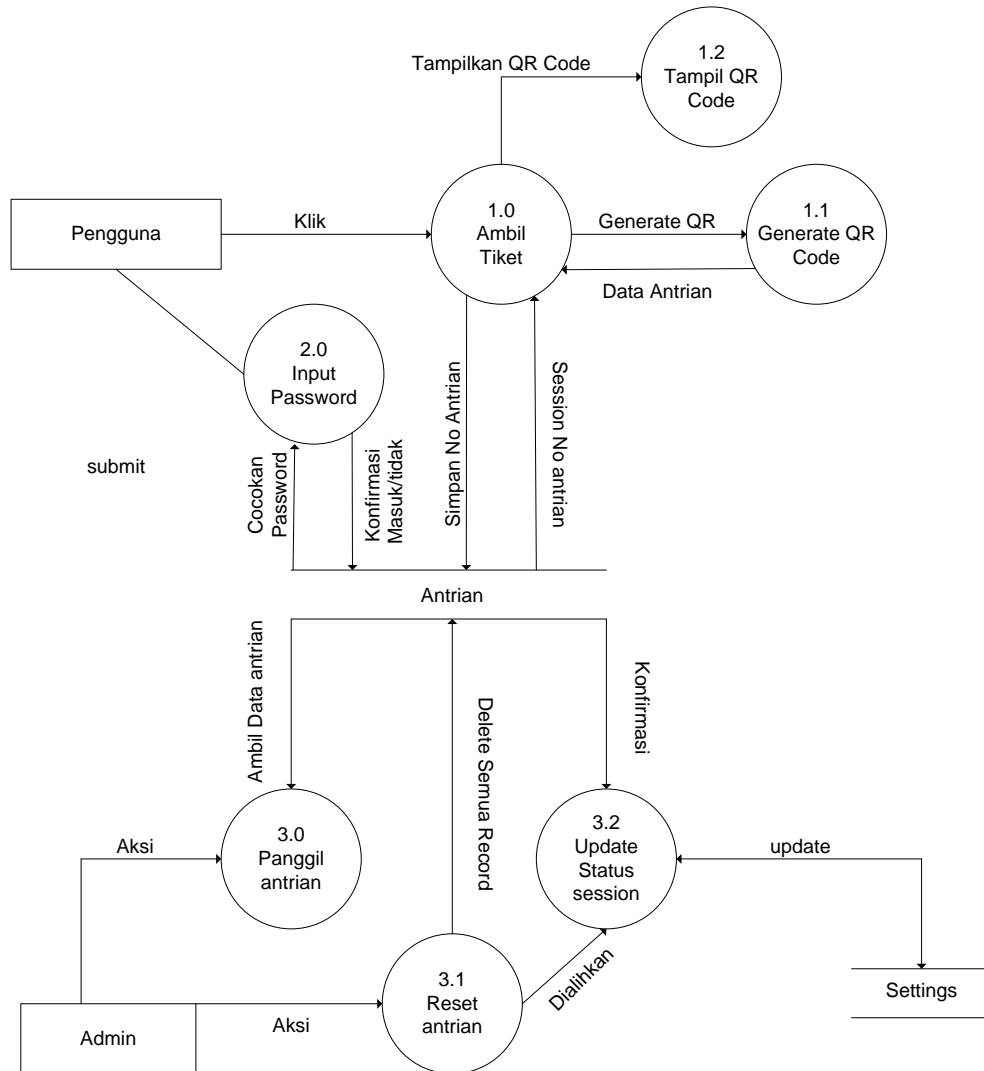 Tampilkan QR Code
1.2
Tampil QR
Code
Pengguna
Klik
1.0
Ambil
Tiket
Generate QR
1.1
Generate QR
Code
Data Antrian
2.0
Input
Password
submit
Cocokan
Password
Konfirmasi
Masuk/tidak
Simpan No Antrian
Session No antrian
Antrian
Ambil Data antrian
Delete Semua Record
Konfirmasi
Aksi
3.0
Panggil
antrian
3.2
Update
Status
session
update
Dialihkan
Admin
Aksi
3.1
Reset
antrian
Settings